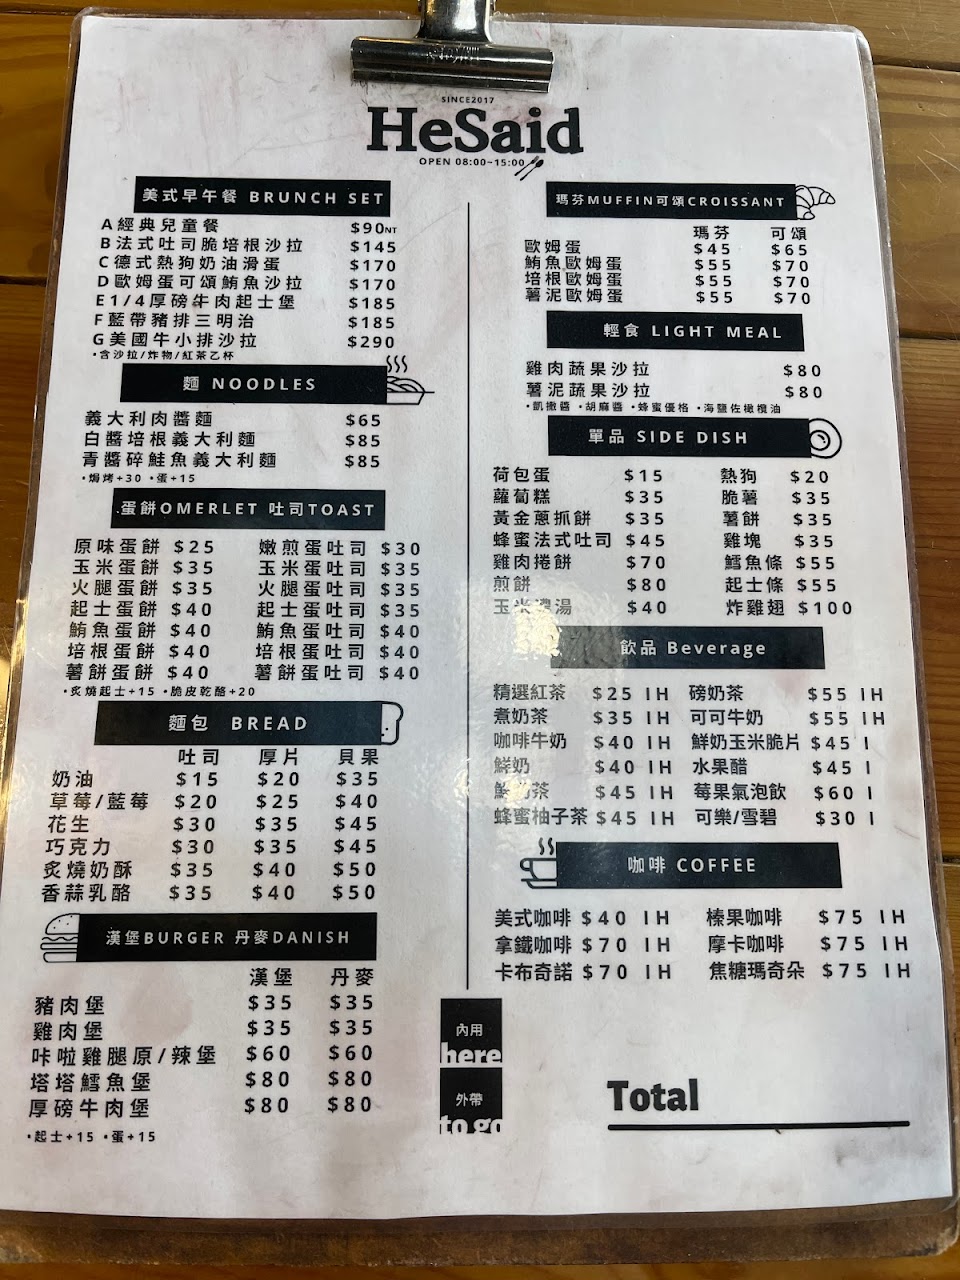 SINCE2017
HeSaid
OPEN 08:00~15:00
美式早午餐 BRUNCH SET
A經典兒童餐 $90NT
B法式吐司脆培根沙拉 $145
C德式熱狗奶油滑蛋 $170
D歐姆蛋可頌鮪魚沙拉 $170
E1/4厚磅牛肉起士堡 $185
F藍帶豬排三明治 $185
G美國牛小排沙拉 $290
•含沙拉/炸物/紅茶乙杯
麵 NOODLES
義大利肉醬麵 $65
白醬培根義大利麵 $85
青醬碎鮭魚義大利麵 $85
•焗烤+30 •蛋+15
蛋餅OMERLET 吐司TOAST
原味蛋餅 $25 嫩煎蛋吐司 $30
玉米蛋餅 $35 玉米蛋吐司 $35
火腿蛋餅 $35 火腿蛋吐司 $35
起士蛋餅 $40 起士蛋吐司 $35
鮪魚蛋餅 $40 鮪魚蛋吐司 $40
培根蛋餅 $40 培根蛋吐司 $40
薯餅蛋餅 $40 薯餅蛋吐司 $40
•炙燒起士+15 •脆皮乾酪+20
麵包 BREAD
吐司 厚片 貝果
奶油 $15 $20 $35
草莓/藍莓 $20 $25 $40
花生 $30 $35 $45
巧克力 $30 $35 $45
炙燒奶酥 $35 $40 $50
香蒜乳酪 $35 $40 $50
漢堡BURGER 丹麥DANISH
漢堡 丹麥
豬肉堡 $35 $35
雞肉堡 $35 $35
咔啦雞腿原/辣堡 $60 $60
塔塔鱈魚堡 $80 $80
厚磅牛肉堡 $80 $80
•起士+15 •蛋+15
瑪芬MUFFIN可頌CROISSANT
瑪芬 可頌
歐姆蛋 $45 $65
鮪魚歐姆蛋 $55 $70
培根歐姆蛋 $55 $70
薯泥歐姆蛋 $55 $70
輕食 LIGHT MEAL
雞肉蔬果沙拉 $80
薯泥蔬果沙拉 $80
•凱撒醬 •胡麻醬 •蜂蜜優格 •海鹽佐橄欖油
單品 SIDE DISH
荷包蛋 $15 熱狗 $20
蘿蔔糕 $35 脆薯 $35
黃金蔥抓餅 $35 薯餅 $35
蜂蜜法式吐司 $45 雞塊 $35
雞肉捲餅 $70 鱈魚條 $55
煎餅 $80 起士條 $55
玉米濃湯 $40 炸雞翅 $100
飲品 Beverage
精選紅茶 $25 IH 磅奶茶 $55 IH
煮奶茶 $35 IH 可可牛奶 $55 IH
咖啡牛奶 $40 IH 鮮奶玉米脆片 $45 I
鮮奶 $40 IH 水果醋 $45 I
鮮奶茶 $45 IH 莓果氣泡飲 $60 I
蜂蜜柚子茶 $45 IH 可樂/雪碧 $30 I
咖啡 COFFEE
美式咖啡 $40 IH 榛果咖啡 $75 IH
拿鐵咖啡 $70 IH 摩卡咖啡 $75 IH
卡布奇諾 $70 IH 焦糖瑪奇朵 $75 IH
內用
here
外帶
to go
Total